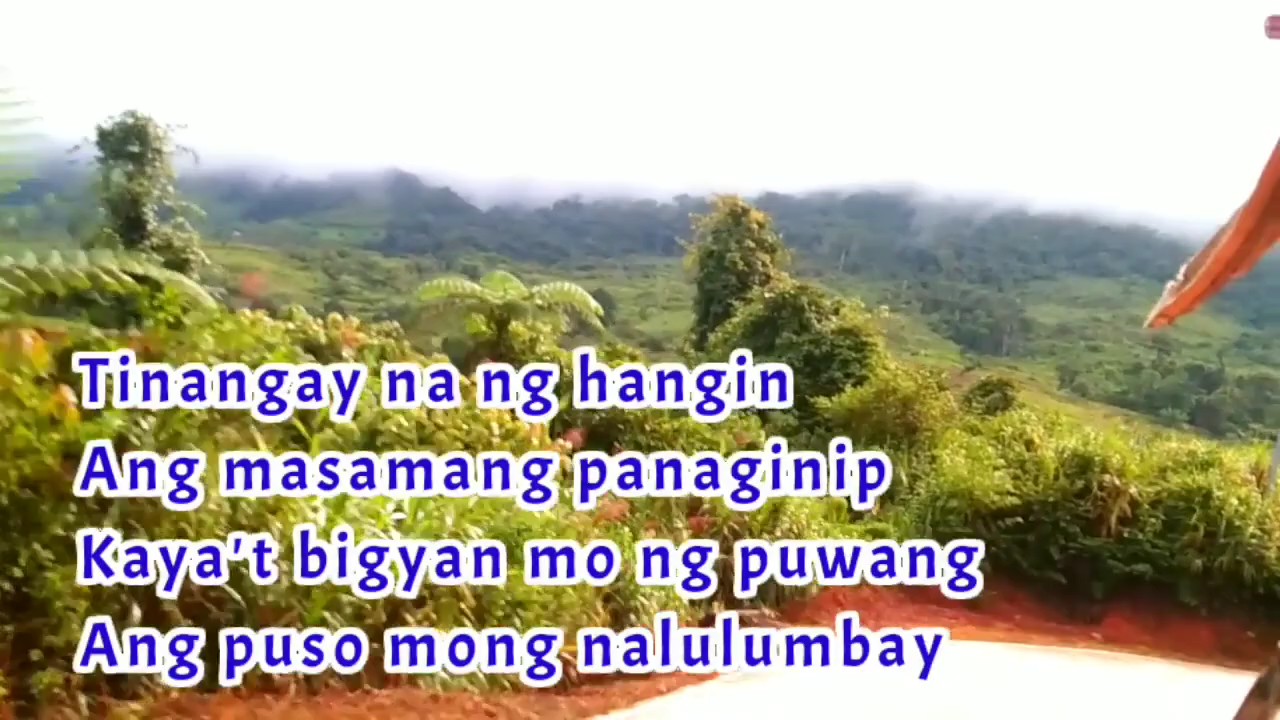 Tinangay na ng hangin
Ang masamang panaginip
Kaya't bigyan mo ng puwang
Ang puso mong nalulumbay